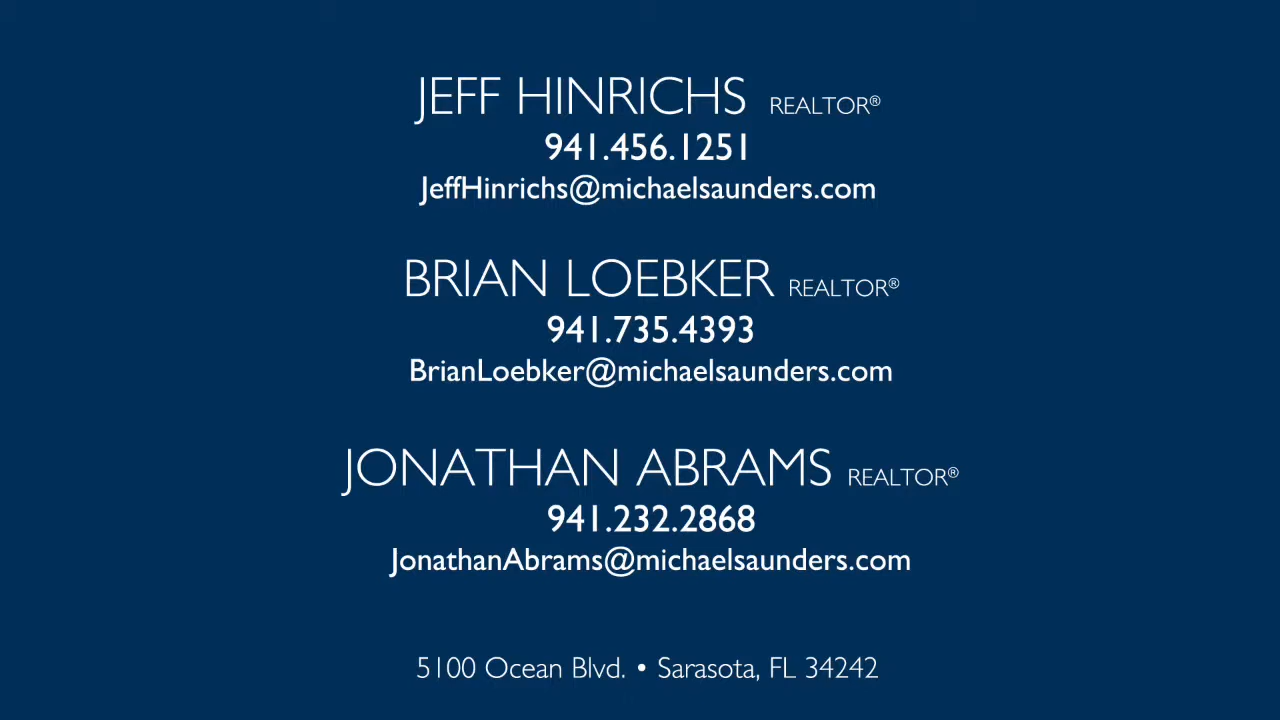 JEFF HINRICHS REALTOR®
941.456.1251
JeffHinrichs@michaelsaunders.com
BRIAN LOEBKER REALTOR®
941.735.4393
BrianLoebker@michaelsaunders.com
JONATHAN ABRAMS REALTOR®
941.232.2868
JonathanAbrams@michaelsaunders.com
5100 Ocean Blvd. • Sarasota, FL 34242